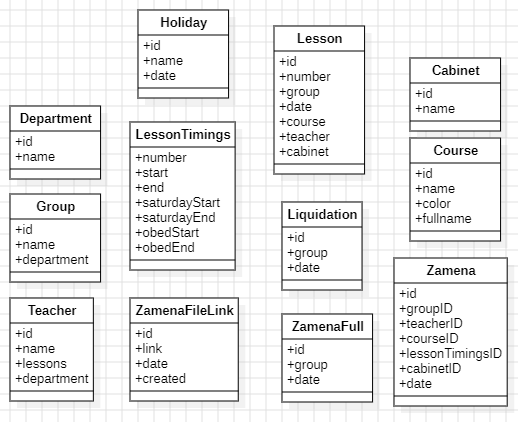 Holiday
+id
+name
+date
Lesson
+id
+number
+group
+date
+course
+teacher
+cabinet
Cabinet
+id
+name
Department
+id
+name
LessonTimings
+number
+start
+end
+saturdayStart
+saturdayEnd
+obedStart
+obedEnd
Course
+id
+name
+color
+fullname
Group
+id
+name
+department
Liquidation
+id
+group
+date
Zamena
+id
+groupID
+teacherID
+courseID
+lessonTimingsID
+cabinetID
+date
Teacher
+id
+name
+lessons
+department
ZamenaFileLink
+id
+link
+date
+created
ZamenaFull
+id
+group
+date